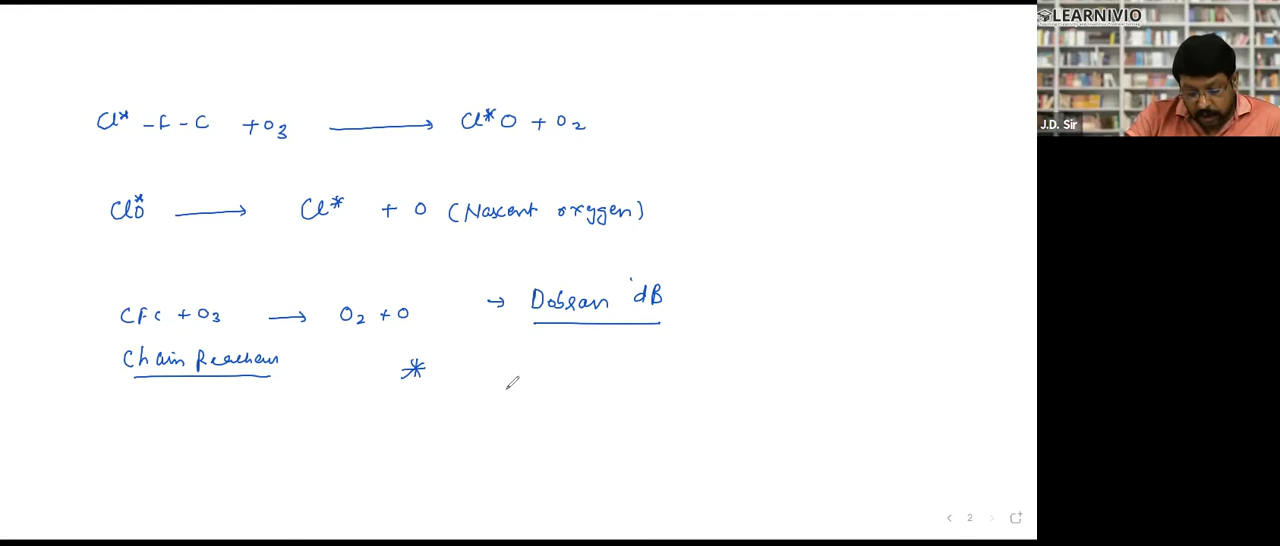 LEARNIVIO
J.D. Sir
Cl* - F - C + O3 ⟶ Cl*O + O2
ClO* ⟶ Cl* + O (Nascent oxygen)
→ Dobson dB
CFC + O3 ⟶ O2 + O
Chain Reaction
*
2